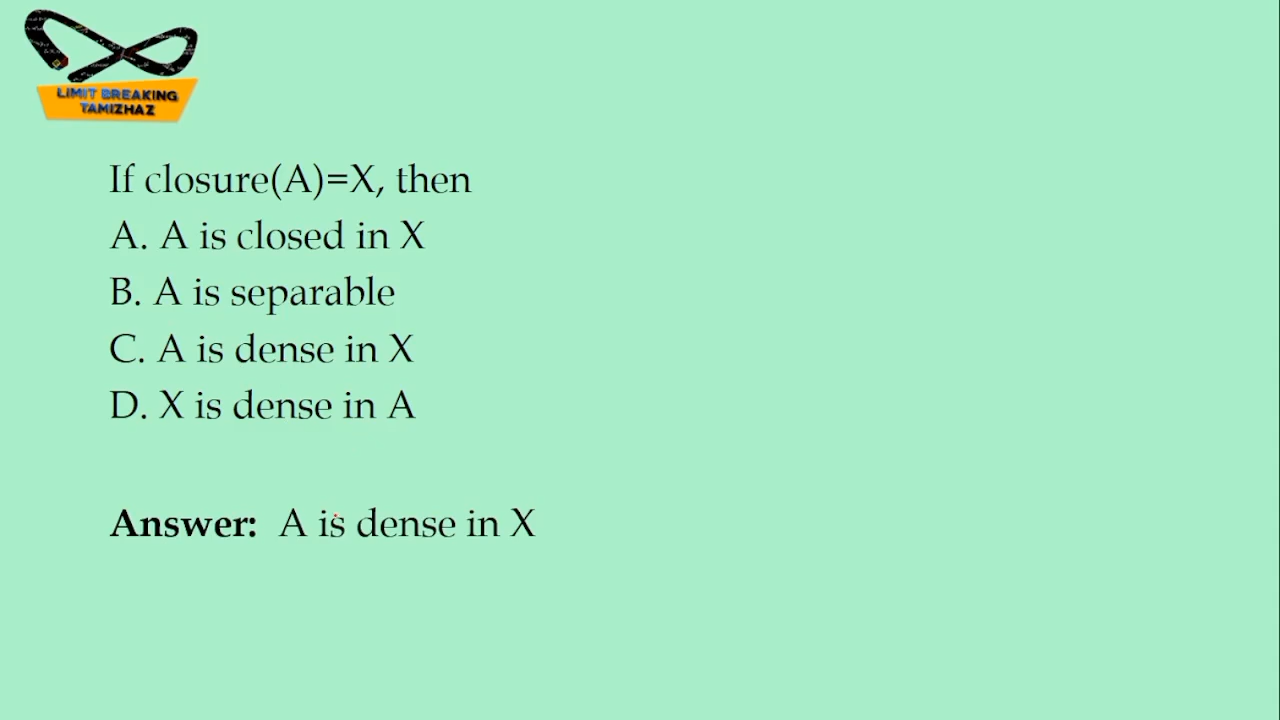 LIMIT BREAKING
TAMIZHAZ
If closure(A)=X, then
A. A is closed in X
B. A is separable
C. A is dense in X
D. X is dense in A
Answer: A is dense in X